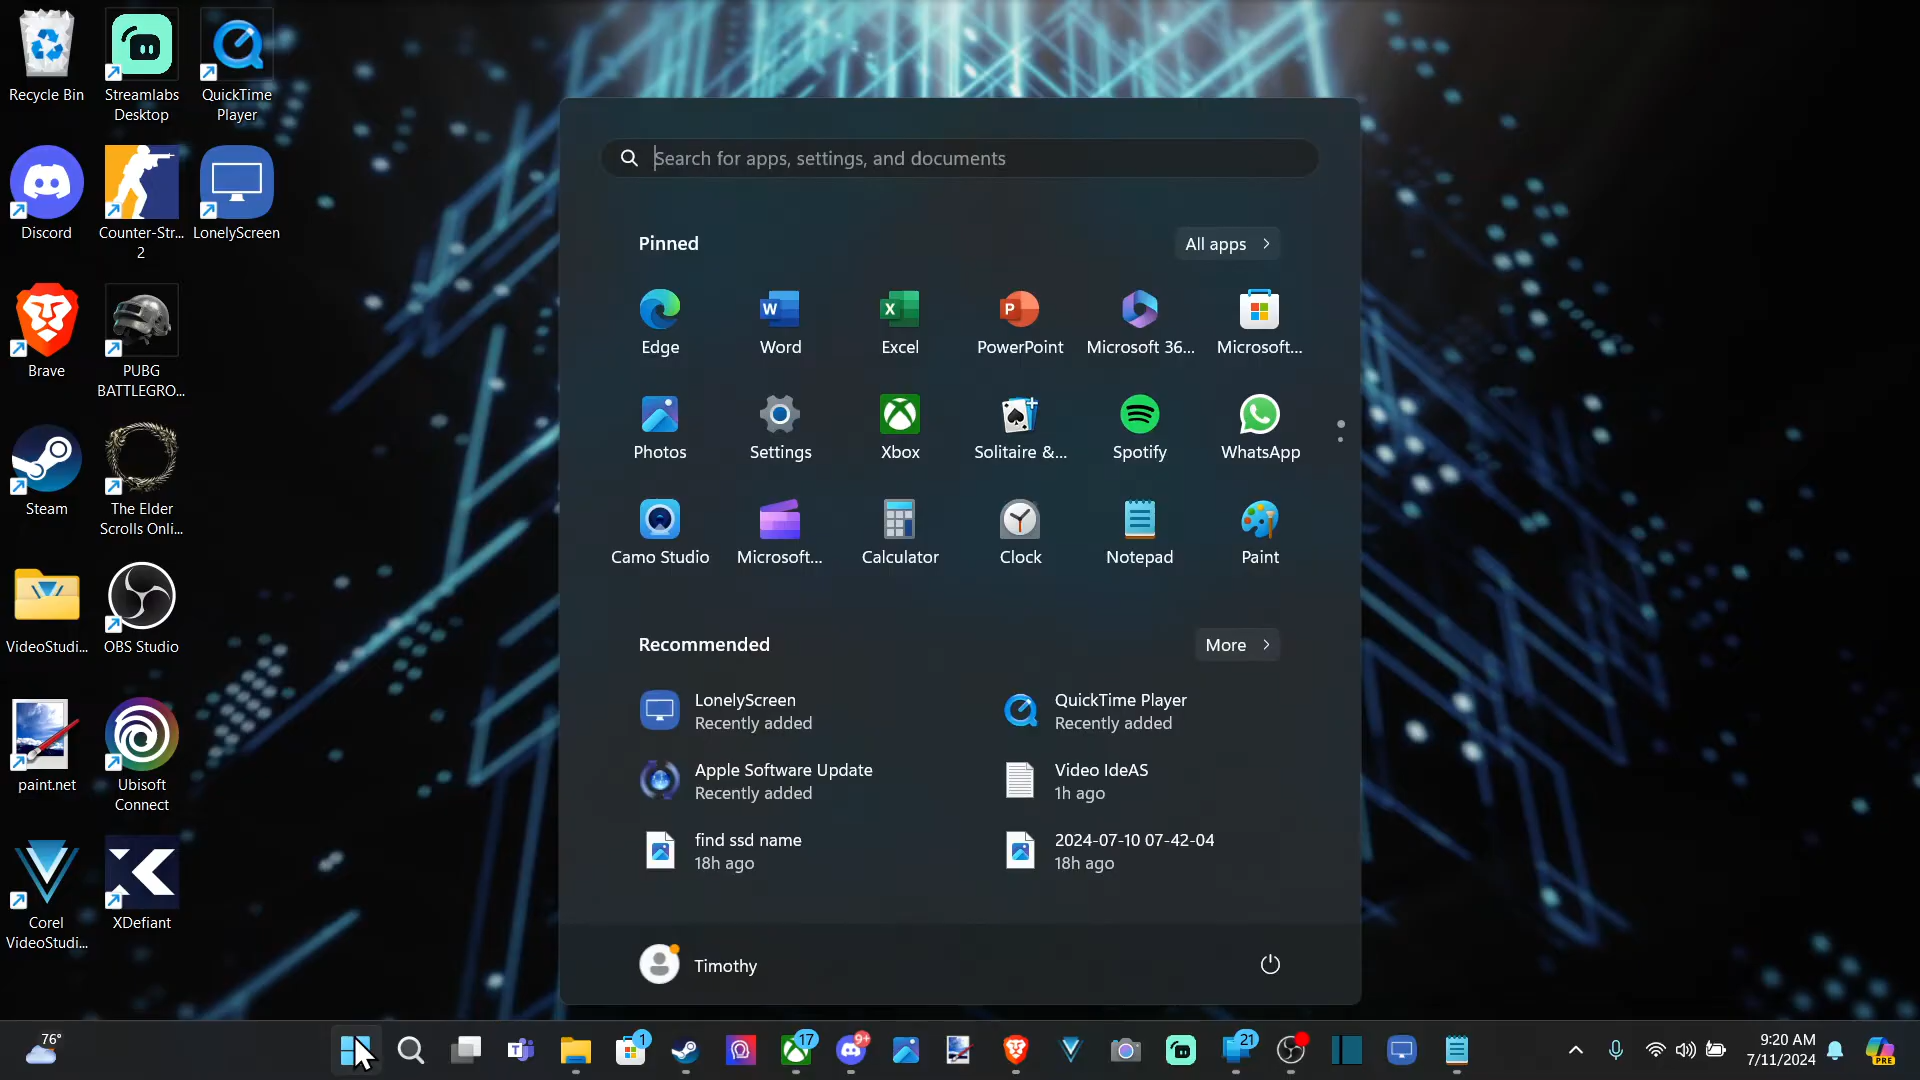 Recycle Bin
Streamlabs
Desktop
QuickTime
Player
Discord
Counter-Str...
2
LonelyScreen
Brave
PUBG
BATTLEGRO...
Steam
The Elder
Scrolls Onli...
VideoStudi...
OBS Studio
paint.net
Ubisoft
Connect
Corel
VideoStudi...
XDefiant
Search for apps, settings, and documents
Pinned
All apps
Edge
Word
Excel
PowerPoint
Microsoft 36...
Microsoft...
Photos
Settings
Xbox
Solitaire &...
Spotify
WhatsApp
Camo Studio
Microsoft...
Calculator
Clock
Notepad
Paint
Recommended
More
LonelyScreen
Recently added
QuickTime Player
Recently added
Apple Software Update
Recently added
Video IdeAS
1h ago
find ssd name
18h ago
2024-07-10 07-42-04
18h ago
Timothy
76°
1
17
9+
21
9:20 AM
7/11/2024
PRE